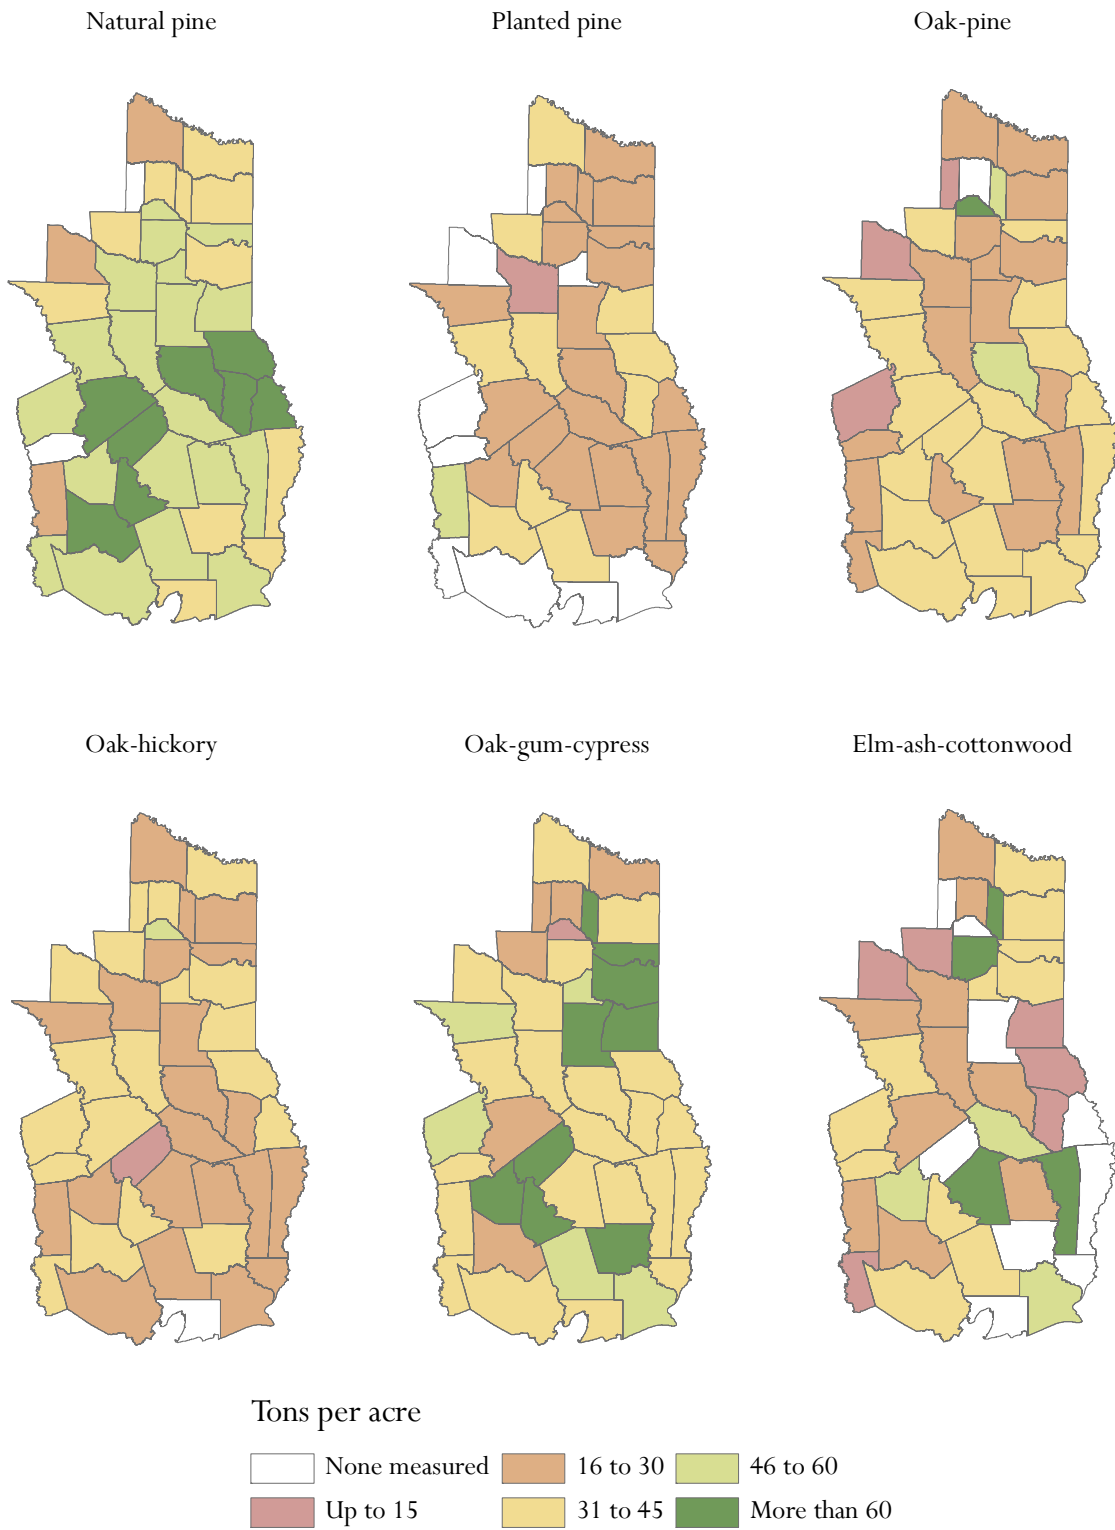 Natural pine
Planted pine
Oak-pine
Oak-hickory
Oak-gum-cypress
Elm-ash-cottonwood
Tons per acre
None measured
16 to 30
46 to 60
Up to 15
31 to 45
More than 60